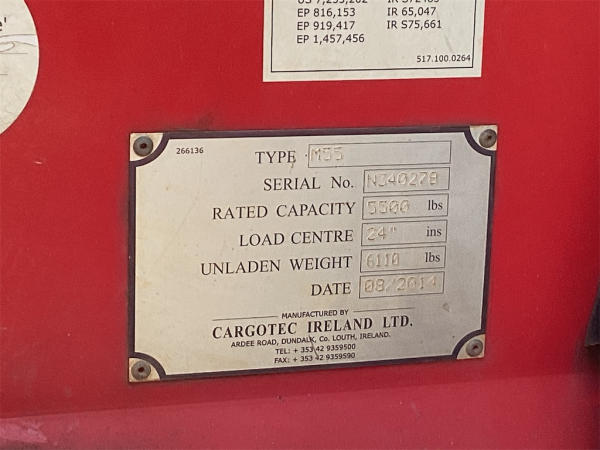 EP 816,153 IR 65,047
EP 919,417 IR S75,661
EP 1,457,456
517.100.0264
266136
TYPE M55
SERIAL No. N340278
RATED CAPACITY 5500 lbs
LOAD CENTRE 24" ins
UNLADEN WEIGHT 6110 lbs
DATE 08/2014
MANUFACTURED BY
CARGOTEC IRELAND LTD.
ARDEE ROAD, DUNDALK, Co. LOUTH, IRELAND.
TEL: + 353 42 9359500
FAX: + 353 42 9359590